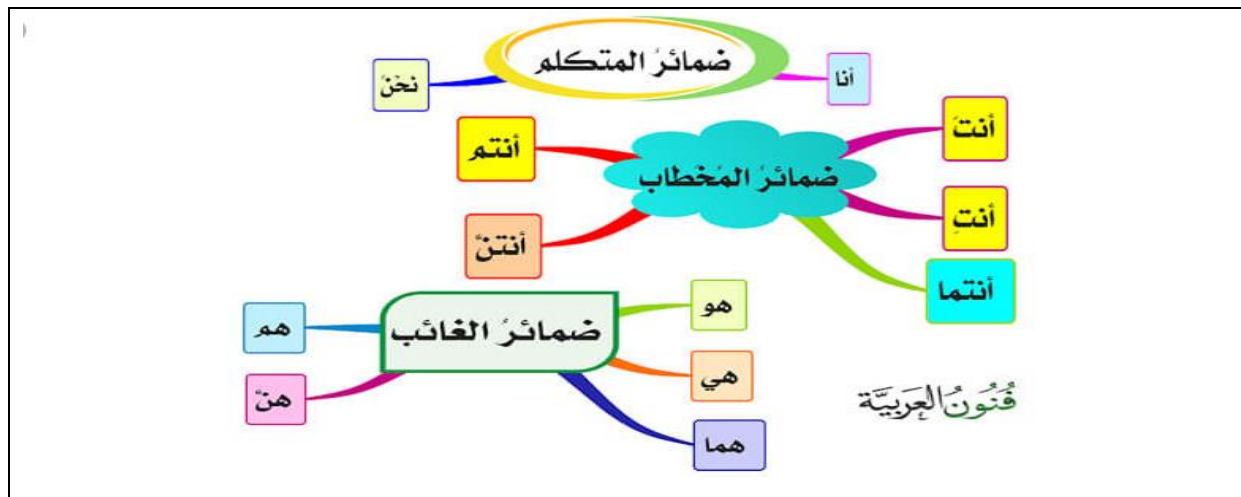 ضمائرُ المتكلم
أنا
نحْنُ
ضمائرُ المُخطاب
أنتَ
أنتِ
أنتما
أنتم
أنتنَّ
ضمائرُ الغائب
هو
هي
هما
هم
هنَّ
فُنُونُ العَرَبِيَّة